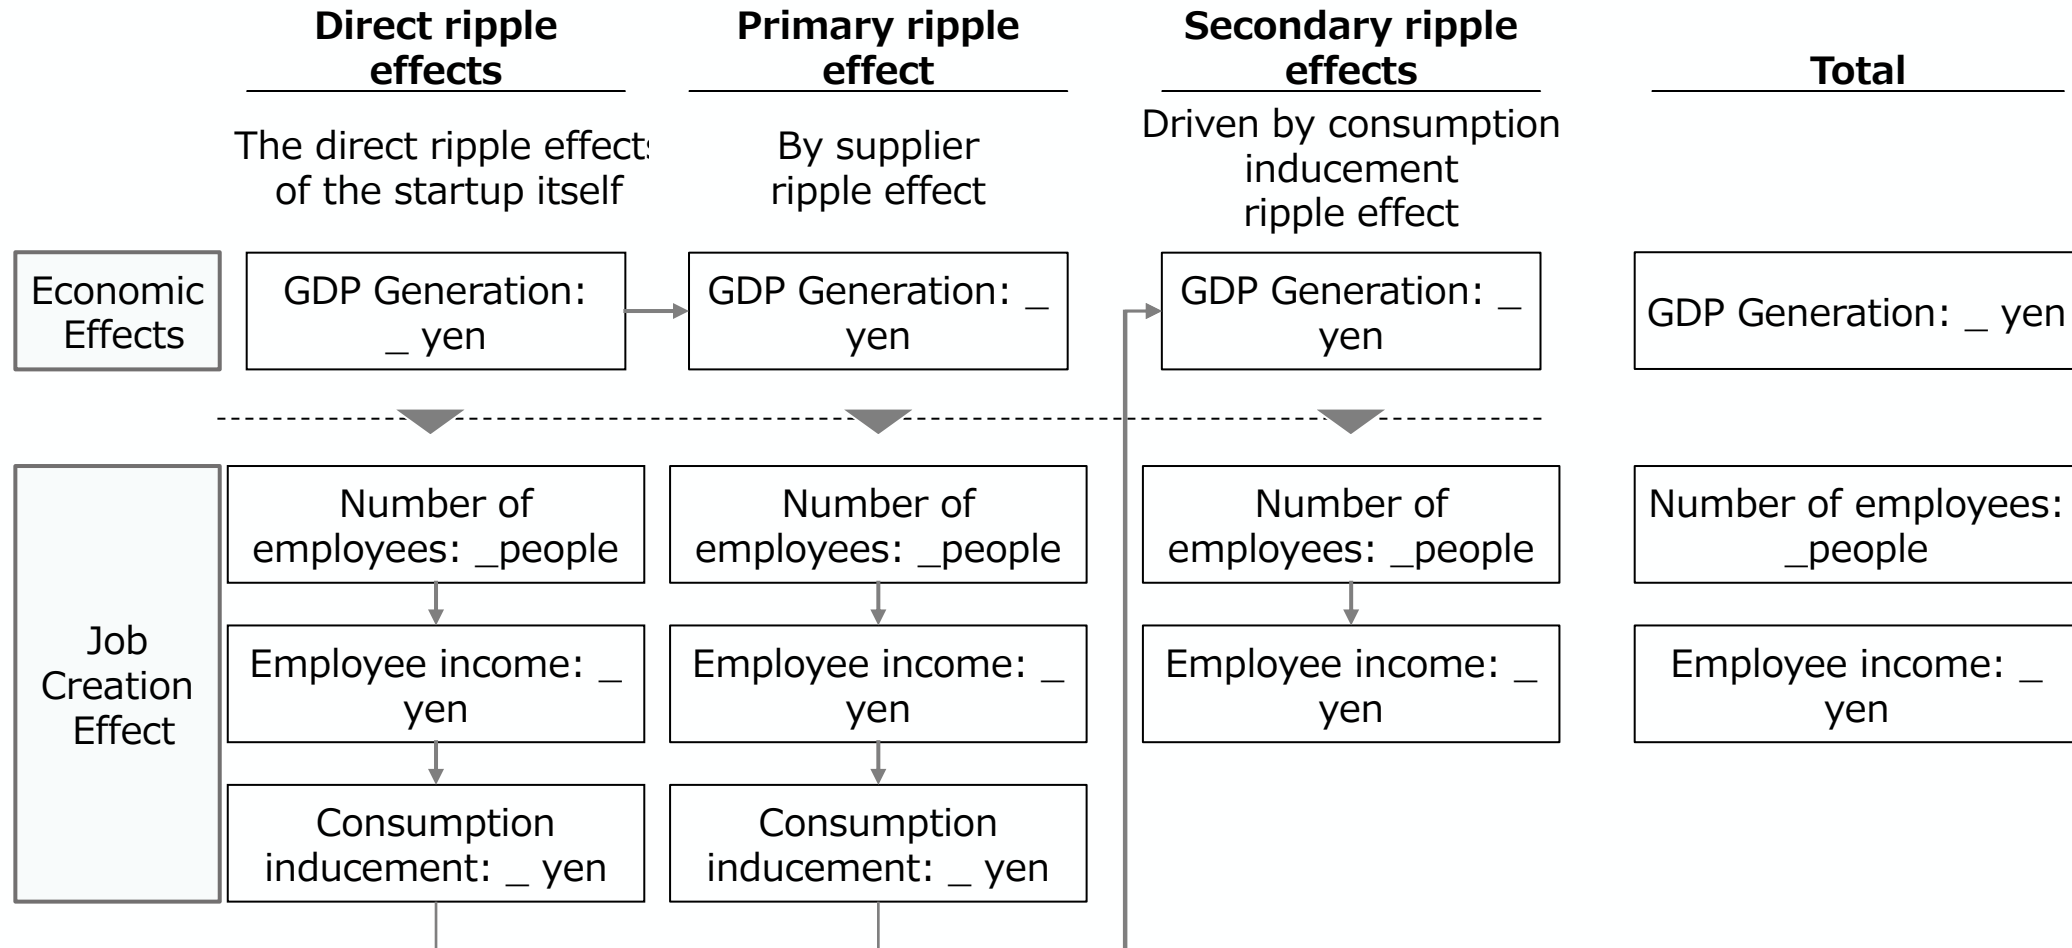 Direct ripple
effects
Primary ripple
effect
Secondary ripple
effects
Total
The direct ripple effects
of the startup itself
By supplier
ripple effect
Driven by consumption
inducement
ripple effect
Economic
Effects
GDP Generation:
_ yen
GDP Generation: _
yen
GDP Generation: _
yen
GDP Generation: _ yen
Job
Creation
Effect
Number of
employees: _people
Number of
employees: _people
Number of
employees: _people
Number of employees:
_people
Employee income: _
yen
Employee income: _
yen
Employee income: _
yen
Employee income: _
yen
Consumption
inducement: _ yen
Consumption
inducement: _ yen